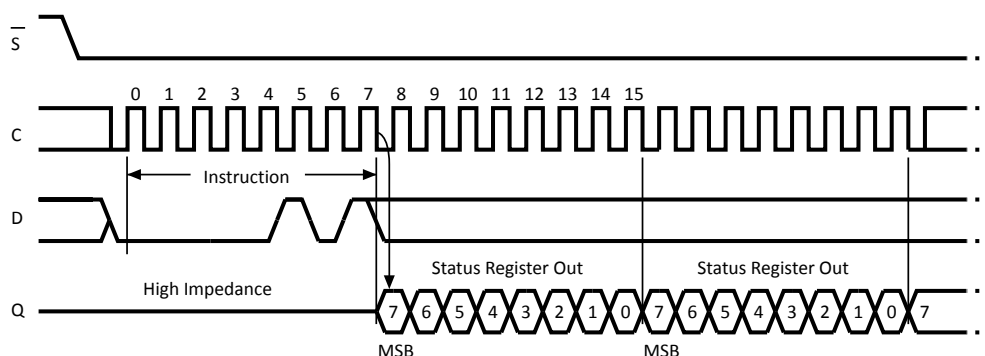 S
0 1 2 3 4 5 6 7 8 9 10 11 12 13 14 15
C
Instruction
D
Status Register Out Status Register Out
High Impedance
Q 7 6 5 4 3 2 1 0 7 6 5 4 3 2 1 0 7
MSB MSB